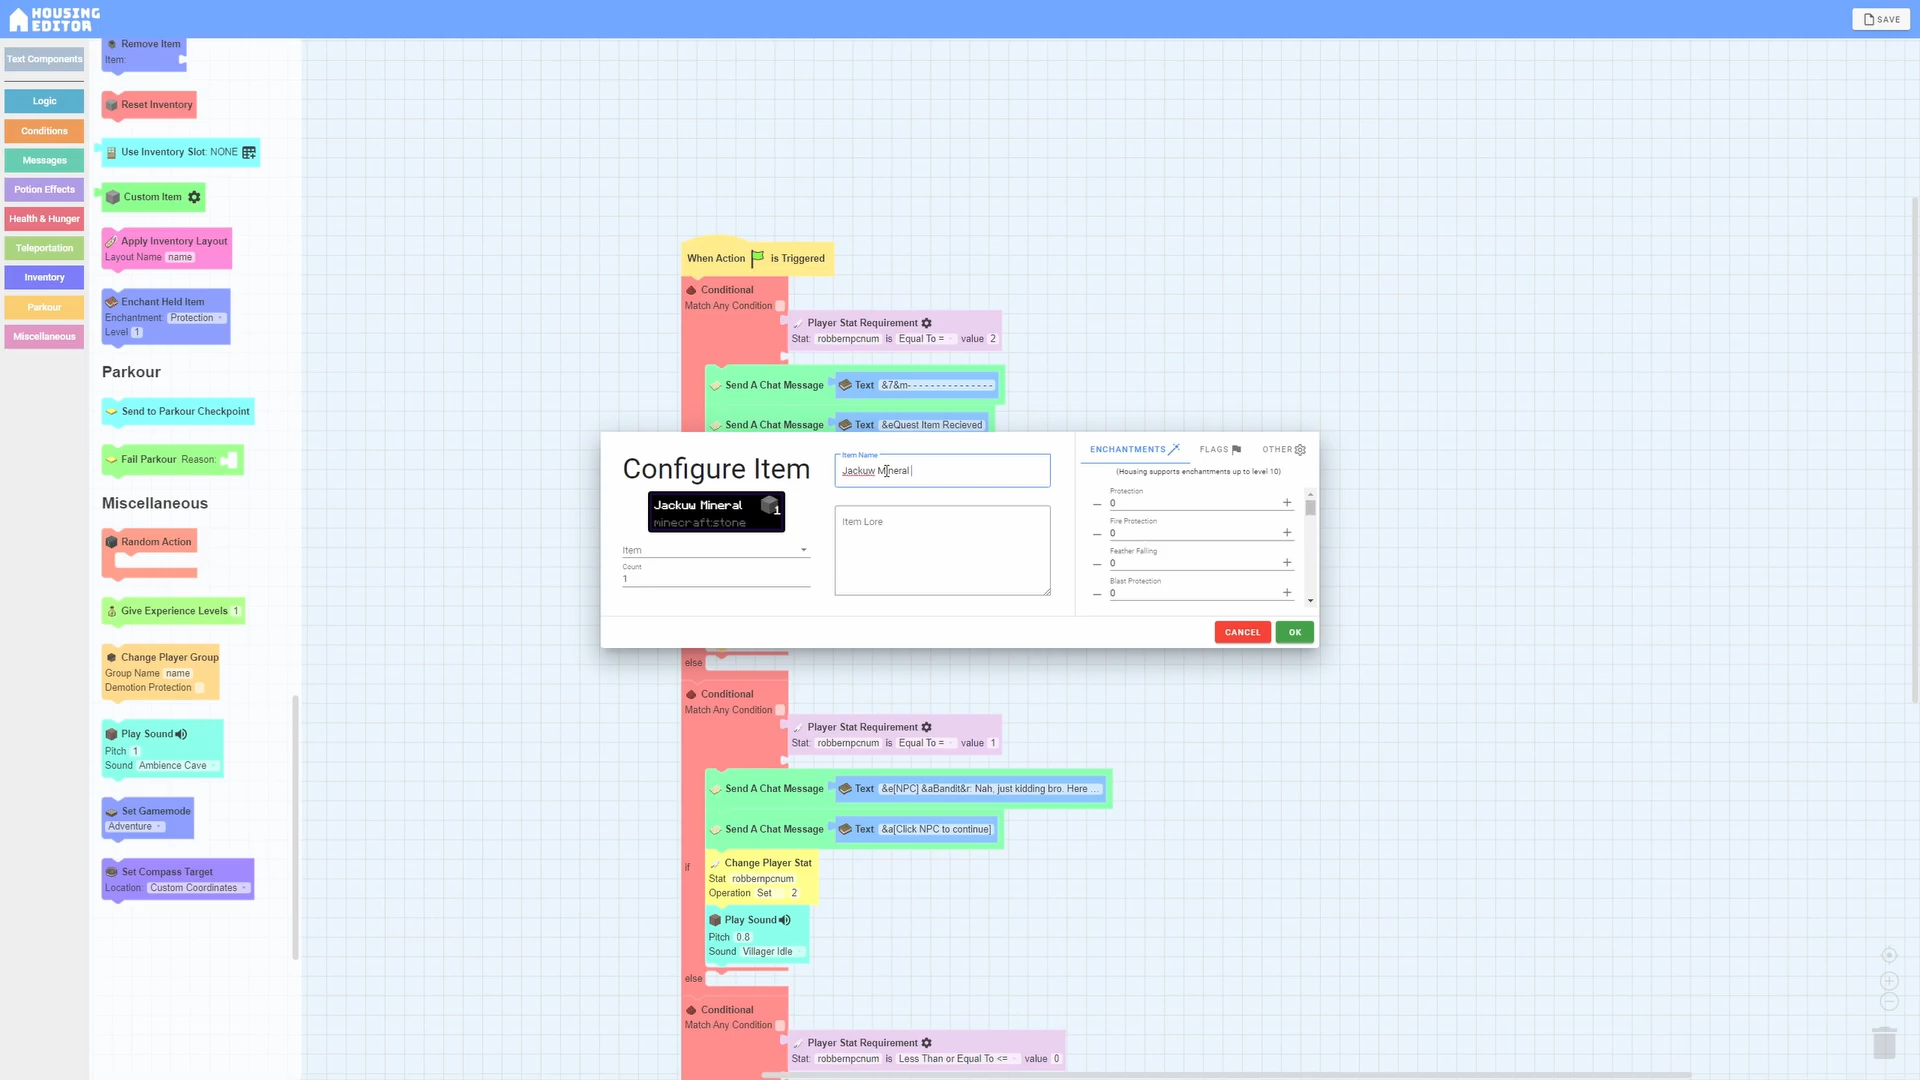 HOUSING
EDITOR
SAVE
Text Components
Logic
Conditions
Messages
Potion Effects
Health & Hunger
Teleportation
Inventory
Parkour
Miscellaneous
Remove Item
Item:
Reset Inventory
Use Inventory Slot: NONE
Custom Item
Apply Inventory Layout
Layout Name name
Enchant Held Item
Enchantment: Protection
Level 1
Parkour
Send to Parkour Checkpoint
Fail Parkour Reason:
Miscellaneous
Random Action
Give Experience Levels 1
Change Player Group
Group Name name
Demotion Protection
Play Sound
Pitch 1
Sound Ambience Cave
Set Gamemode
Adventure
Set Compass Target
Location: Custom Coordinates
When Action is Triggered
Conditional
Match Any Condition
Player Stat Requirement
Stat: robbernpcnum is Equal To = value 2
Send A Chat Message Text &7&m- - - - - - - - - - - - - - -
Send A Chat Message Text &eQuest Item Recieved
Configure Item
Jackuw Mineral
1
minecraft:stone
Item
Count
1
Item Name
Jackuw Mineral
Item Lore
ENCHANTMENTS
FLAGS
OTHER
(Housing supports enchantments up to level 10)
Protection
0
Fire Protection
0
Feather Falling
0
Blast Protection
0
CANCEL
OK
else
Conditional
Match Any Condition
Player Stat Requirement
Stat: robbernpcnum is Equal To = value 1
Send A Chat Message Text &e[NPC] &aBandit&r: Nah, just kidding bro. Here ...
Send A Chat Message Text &a[Click NPC to continue]
if
Change Player Stat
Stat robbernpcnum
Operation Set 2
Play Sound
Pitch 0.8
Sound Villager Idle
else
Conditional
Match Any Condition
Player Stat Requirement
Stat: robbernpcnum is Less Than or Equal To <= value 0